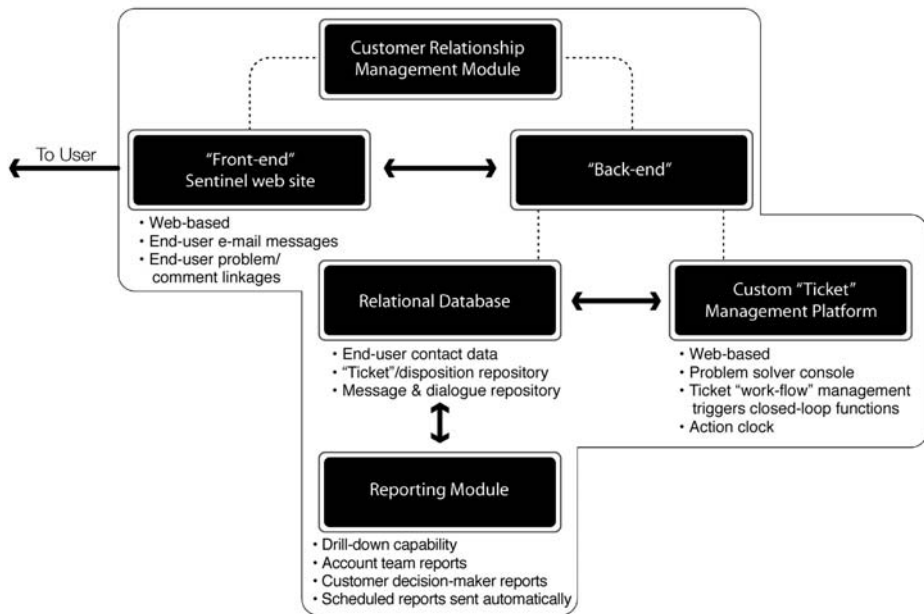 Customer Relationship
Management Module
To User
“Front-end”
Sentinel web site
“Back-end”
• Web-based
• End-user e-mail messages
• End-user problem/
comment linkages
Relational Database
Custom “Ticket”
Management Platform
• End-user contact data
• “Ticket”/disposition repository
• Message & dialogue repository
• Web-based
• Problem solver console
• Ticket “work-flow” management
triggers closed-loop functions
• Action clock
Reporting Module
• Drill-down capability
• Account team reports
• Customer decision-maker reports
• Scheduled reports sent automatically